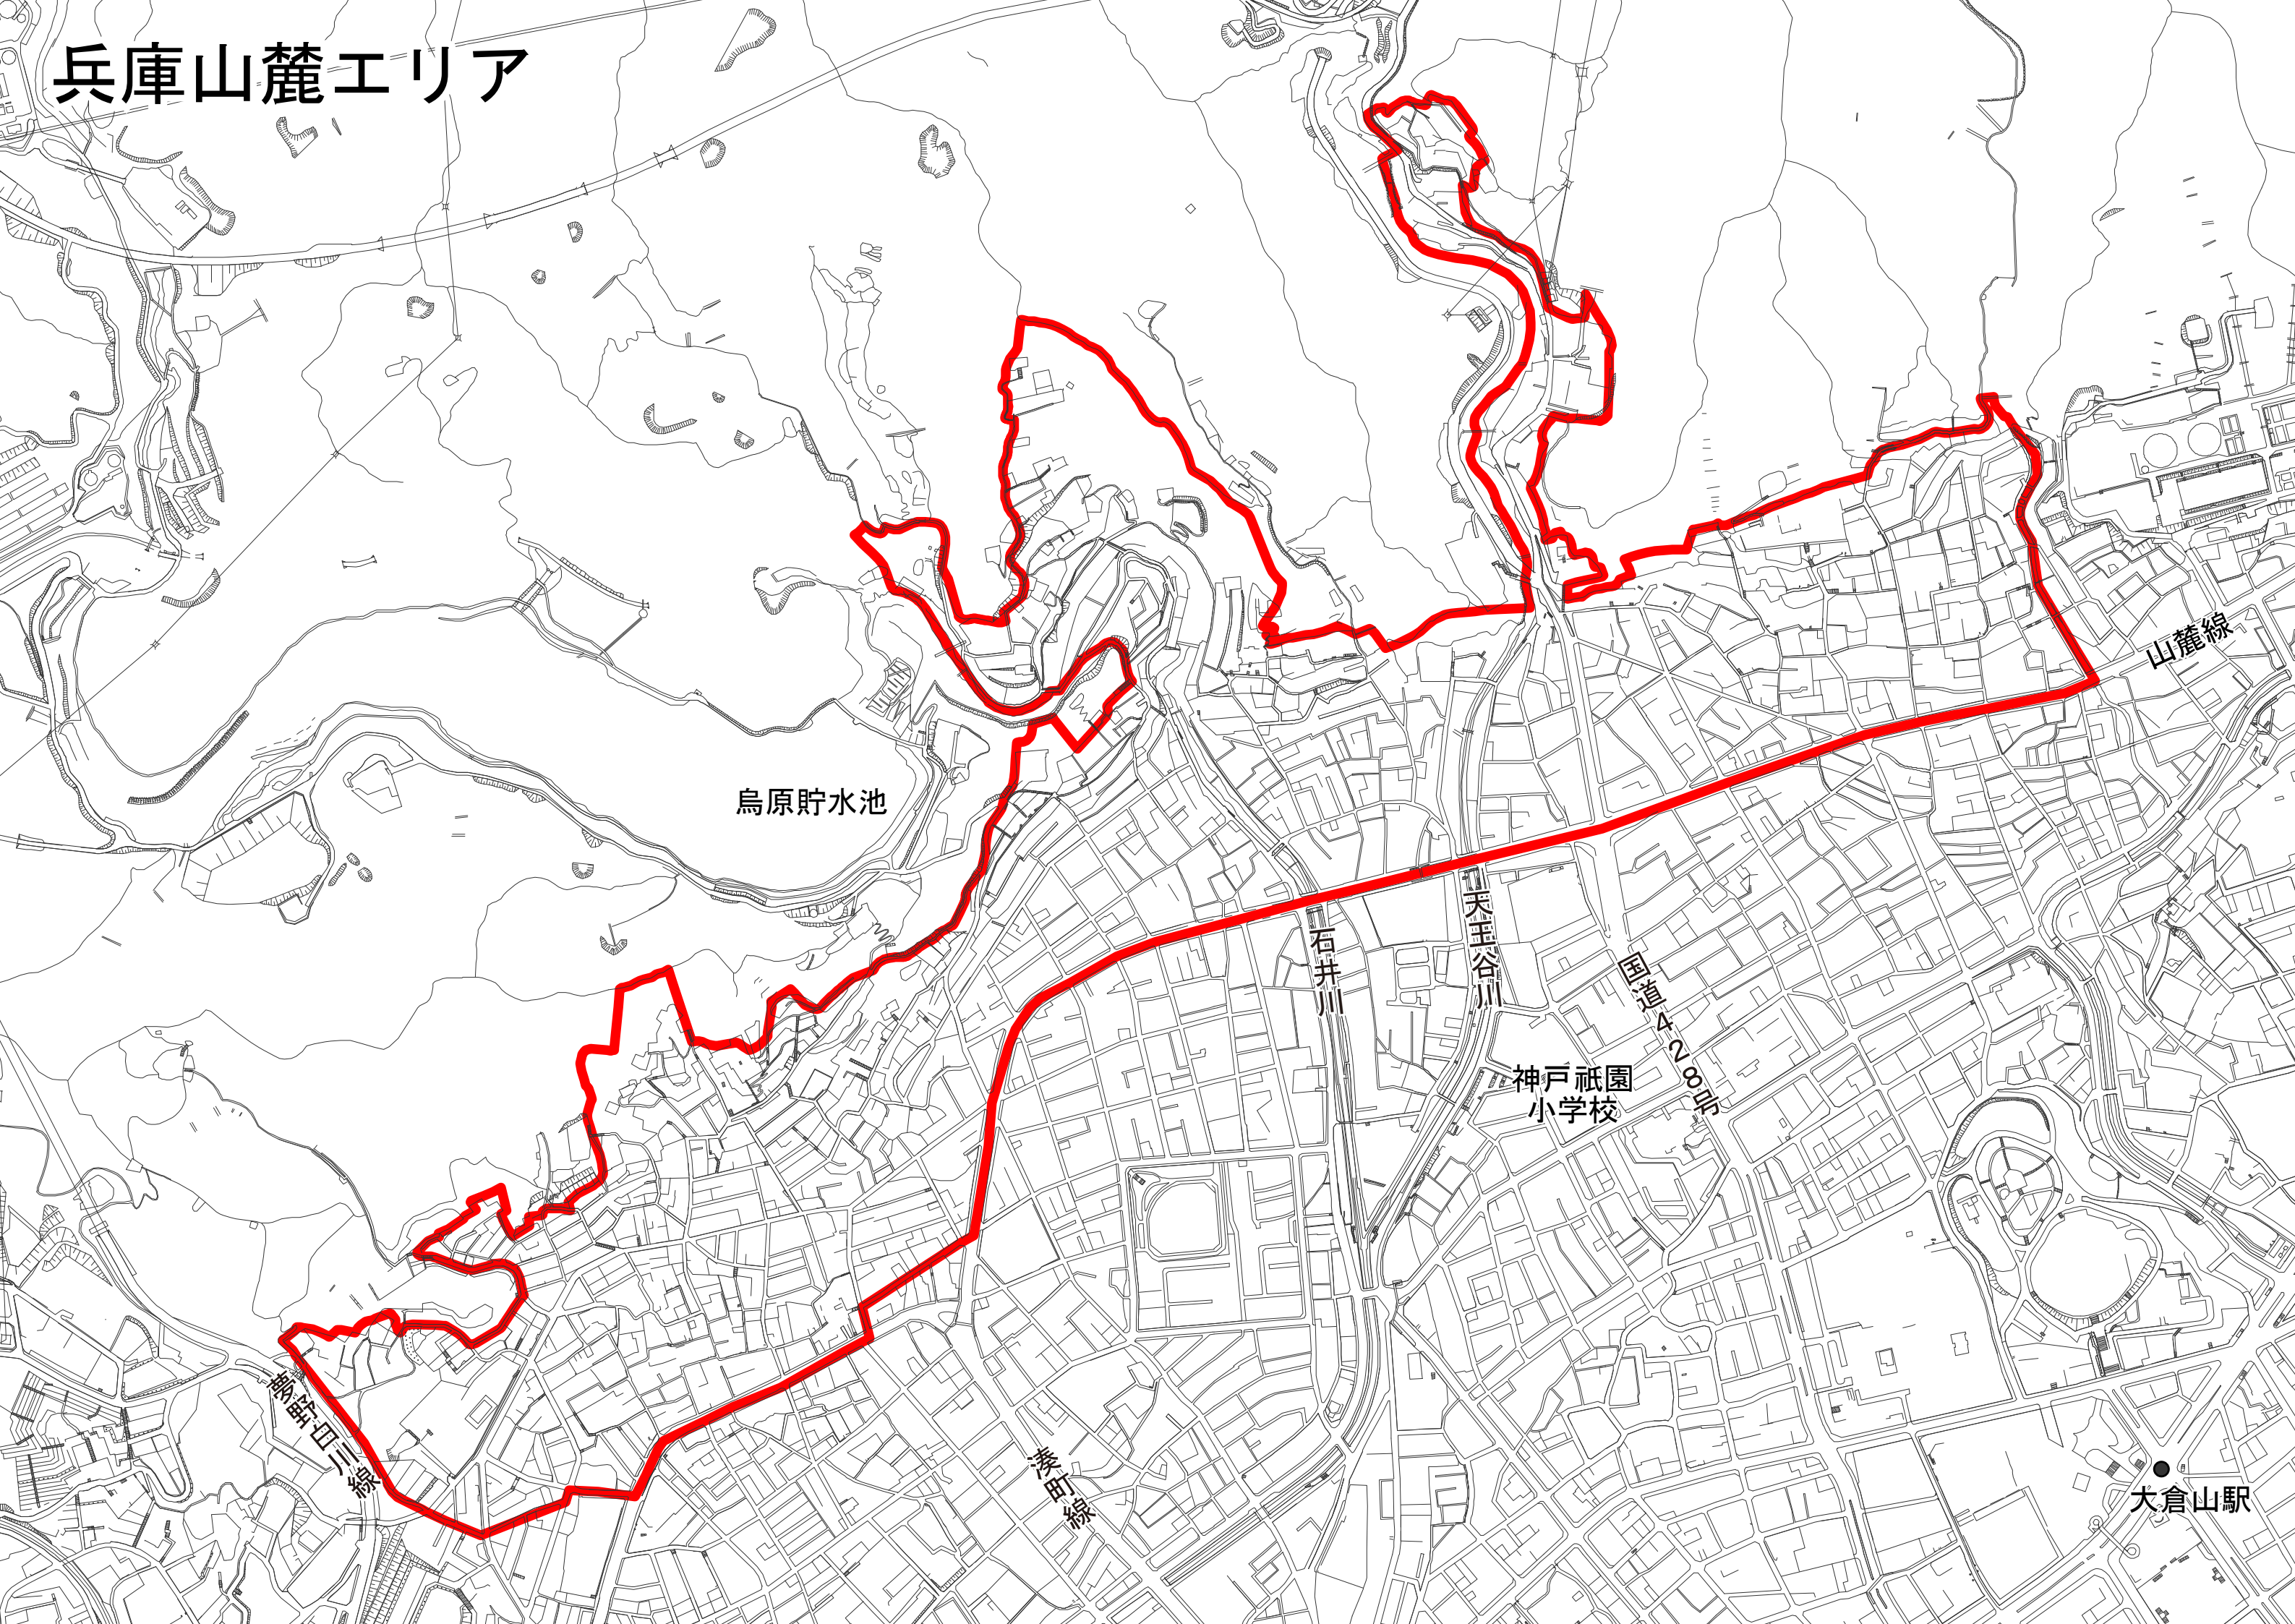 兵庫山麓エリア
山麓線
烏原貯水池
石井川
天王谷川
国道428号
神戸祇園
小学校
夢野白川線
湊町線
大倉山駅